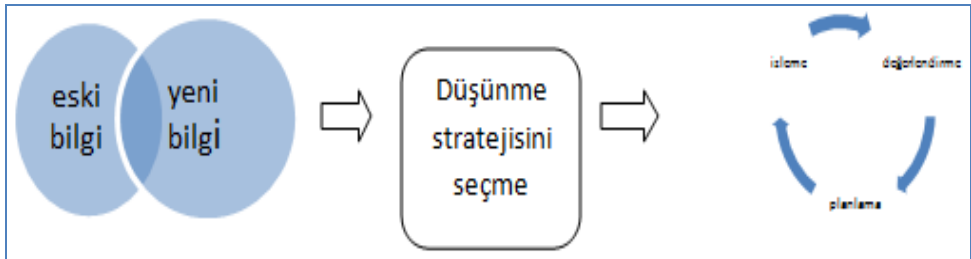 eski
bilgi
yeni
bilgi
Düşünme
stratejisini
seçme
izleme
değerlendirme
planlama